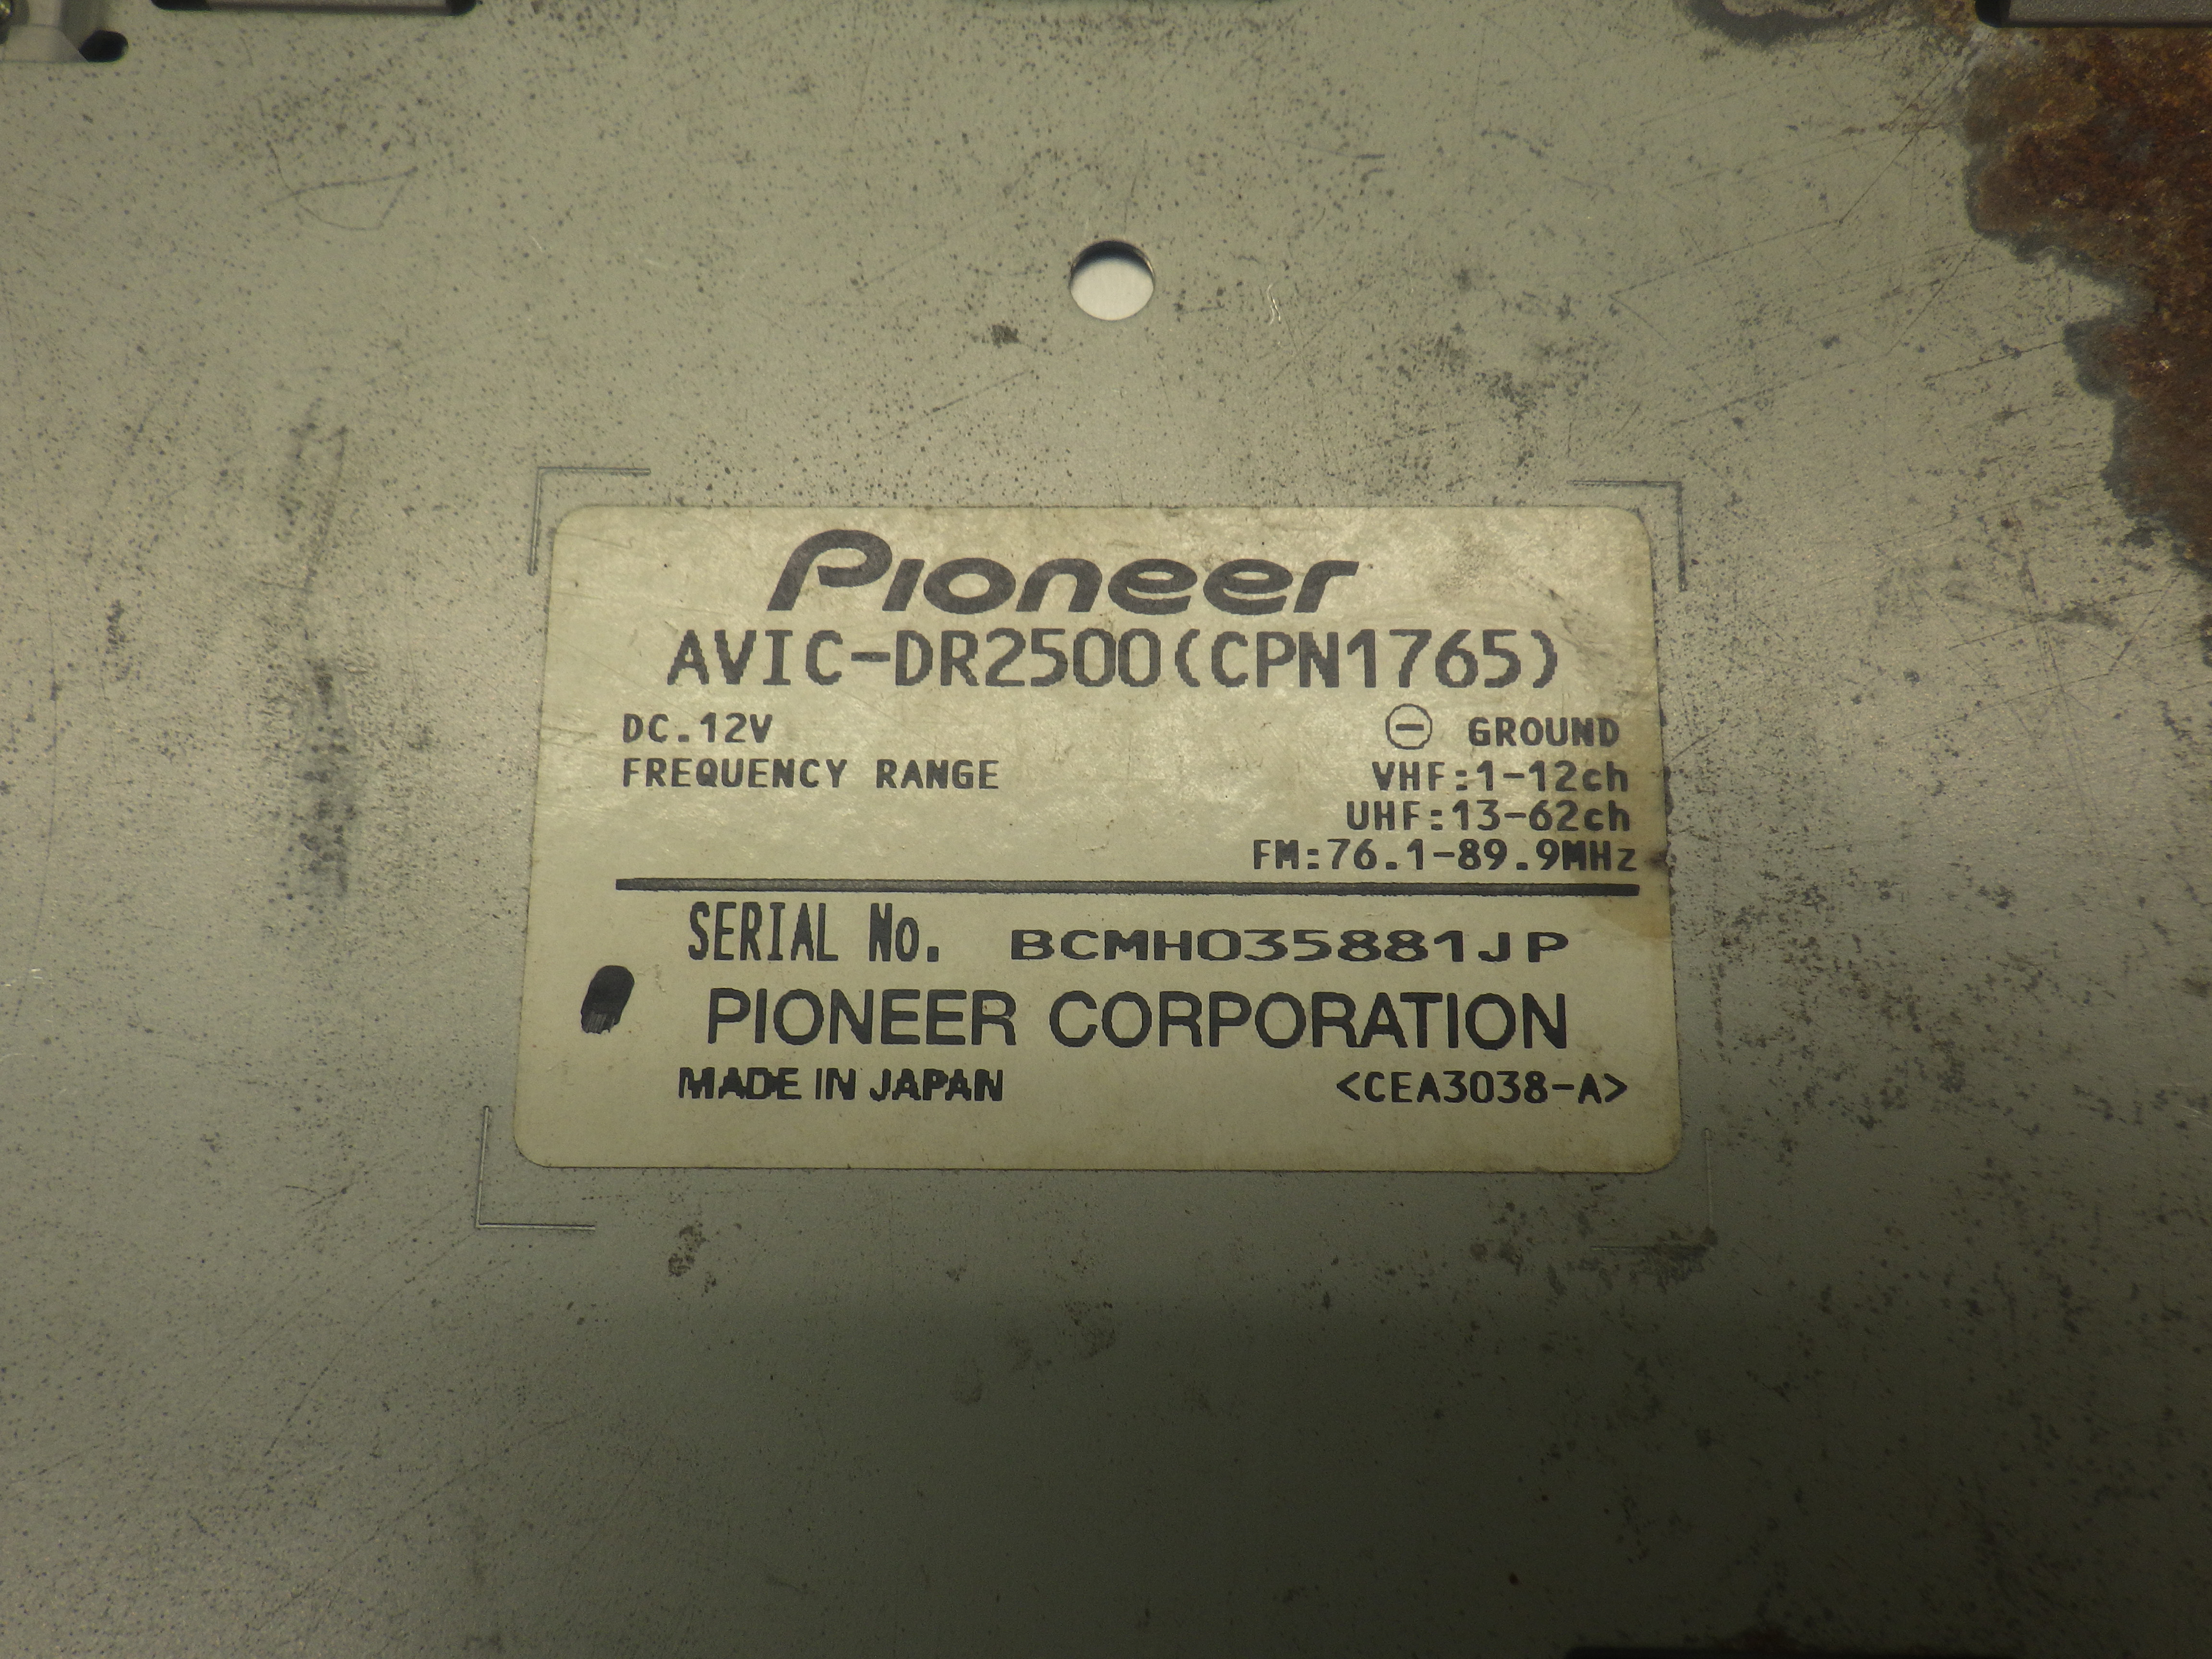 Pioneer
AVIC-DR2500(CPN1765)
DC.12V ⊖ GROUND
FREQUENCY RANGE VHF:1-12ch
UHF:13-62ch
FM:76.1-89.9MHz
SERIAL No. BCMH035881JP
PIONEER CORPORATION
MADE IN JAPAN <CEA3038-A>